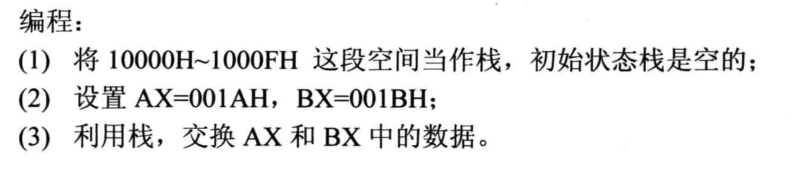 编程：
(1) 将 10000H~1000FH 这段空间当作栈，初始状态栈是空的；
(2) 设置 AX=001AH，BX=001BH；
(3) 利用栈，交换 AX 和 BX 中的数据。